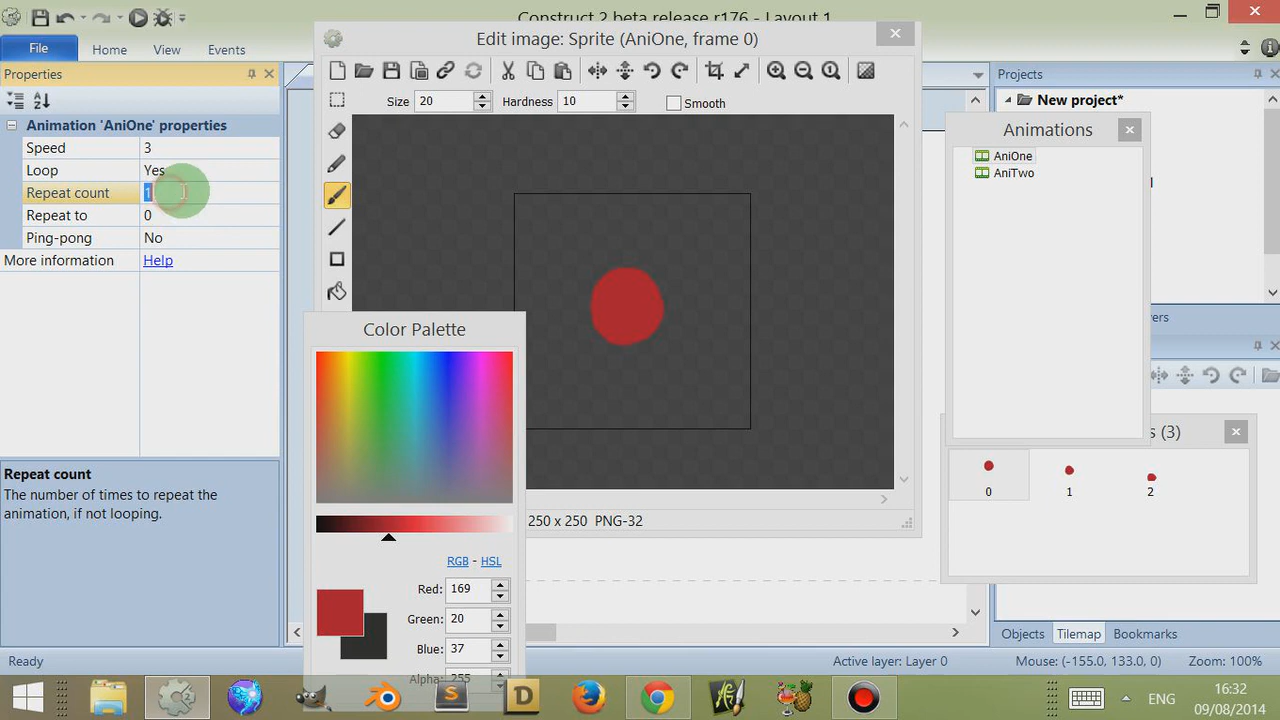 Construct 2 beta release r176 - Layout 1
File
Home
View
Events
Properties
Animation 'AniOne' properties
Speed 3
Loop Yes
Repeat count 1
Repeat to 0
Ping-pong No
More information Help
Repeat count
The number of times to repeat the
animation, if not looping.
Edit image: Sprite (AniOne, frame 0)
Size 20 Hardness 10 Smooth
250 x 250 PNG-32
Color Palette
RGB - HSL
Red: 169
Green: 20
Blue: 37
Alpha: 255
Projects
New project*
Animations
AniOne
AniTwo
(3)
0 1 2
Objects Tilemap Bookmarks
Ready
Active layer: Layer 0 Mouse: (-155.0, 133.0, 0) Zoom: 100%
ENG
16:32
09/08/2014